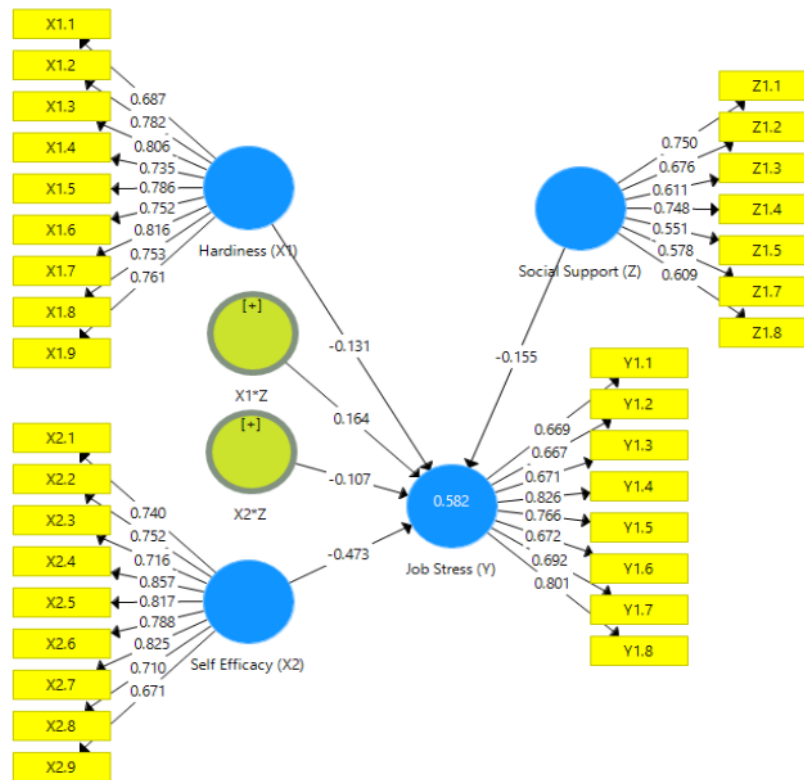 X1.1
X1.2
X1.3
X1.4
X1.5
X1.6
X1.7
X1.8
X1.9
0.687
0.782
0.806
0.735
0.786
0.752
0.816
0.753
0.761
Hardiness (X1)
[+]
X1*Z
[+]
X2*Z
X2.1
X2.2
X2.3
X2.4
X2.5
X2.6
X2.7
X2.8
X2.9
0.740
0.752
0.716
0.857
0.817
0.788
0.825
0.710
0.671
Self Efficacy (X2)
-0.131
0.164
-0.107
-0.473
-0.155
0.582
Job Stress (Y)
Social Support (Z)
0.750
0.676
0.611
0.748
0.551
0.578
0.609
Z1.1
Z1.2
Z1.3
Z1.4
Z1.5
Z1.7
Z1.8
0.669
0.667
0.671
0.826
0.766
0.672
0.692
0.801
Y1.1
Y1.2
Y1.3
Y1.4
Y1.5
Y1.6
Y1.7
Y1.8